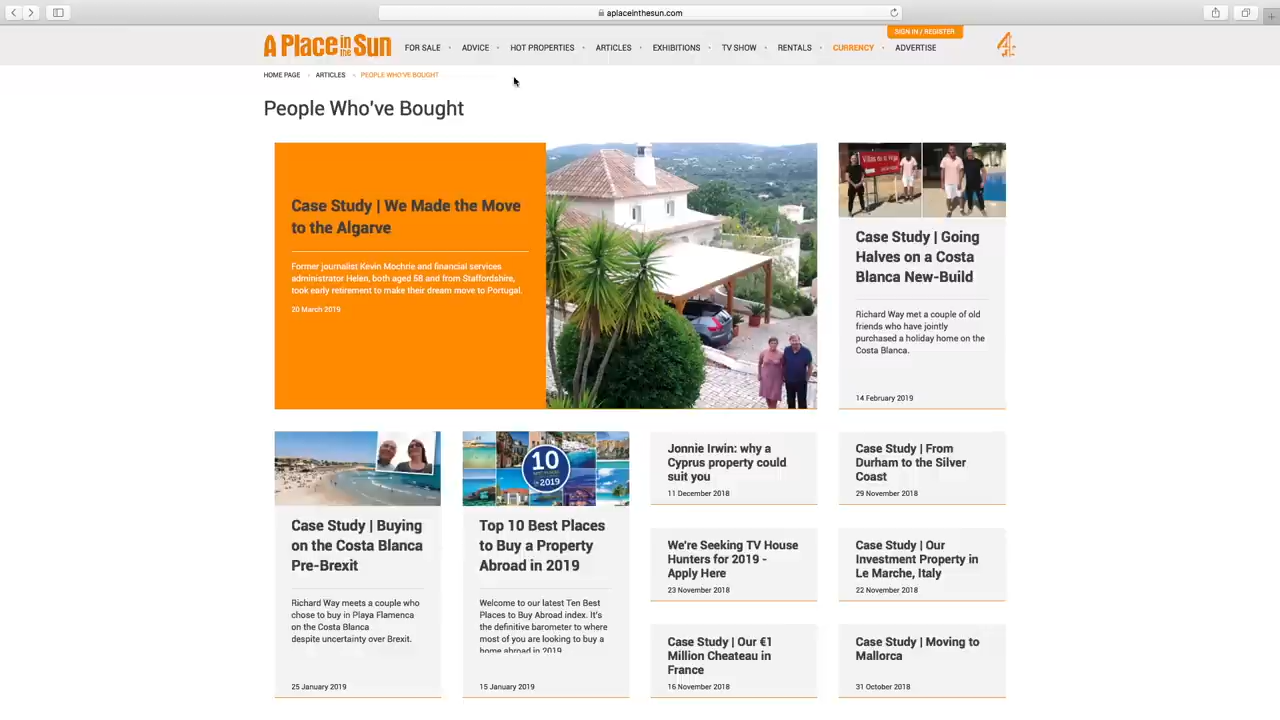 aplaceinthesun.com
SIGN IN / REGISTER
A Place in the Sun
FOR SALE
ADVICE
HOT PROPERTIES
ARTICLES
EXHIBITIONS
TV SHOW
RENTALS
CURRENCY
ADVERTISE
4
HOME PAGE
ARTICLES
PEOPLE WHO'VE BOUGHT
People Who've Bought
Case Study | We Made the Move
to the Algarve
Former journalist Kevin Mochrie and financial services
administrator Helen, both aged 58 and from Staffordshire,
took early retirement to make their dream move to Portugal.
20 March 2019
Case Study | Going
Halves on a Costa
Blanca New-Build
Richard Way met a couple of old
friends who have jointly
purchased a holiday home on the
Costa Blanca.
14 February 2019
Case Study | Buying
on the Costa Blanca
Pre-Brexit
Richard Way meets a couple who
chose to buy in Playa Flamenca
on the Costa Blanca
despite uncertainty over Brexit.
25 January 2019
10
2019
Top 10 Best Places
to Buy a Property
Abroad in 2019
Welcome to our latest Ten Best
Places to Buy Abroad index. It's
the definitive barometer to where
most of you are looking to buy a
home abroad in 2019
15 January 2019
Jonnie Irwin: why a
Cyprus property could
suit you
11 December 2018
Case Study | From
Durham to the Silver
Coast
29 November 2018
We're Seeking TV House
Hunters for 2019 -
Apply Here
23 November 2018
Case Study | Our
Investment Property in
Le Marche, Italy
22 November 2018
Case Study | Our €1
Million Cheateau in
France
16 November 2018
Case Study | Moving to
Mallorca
31 October 2018